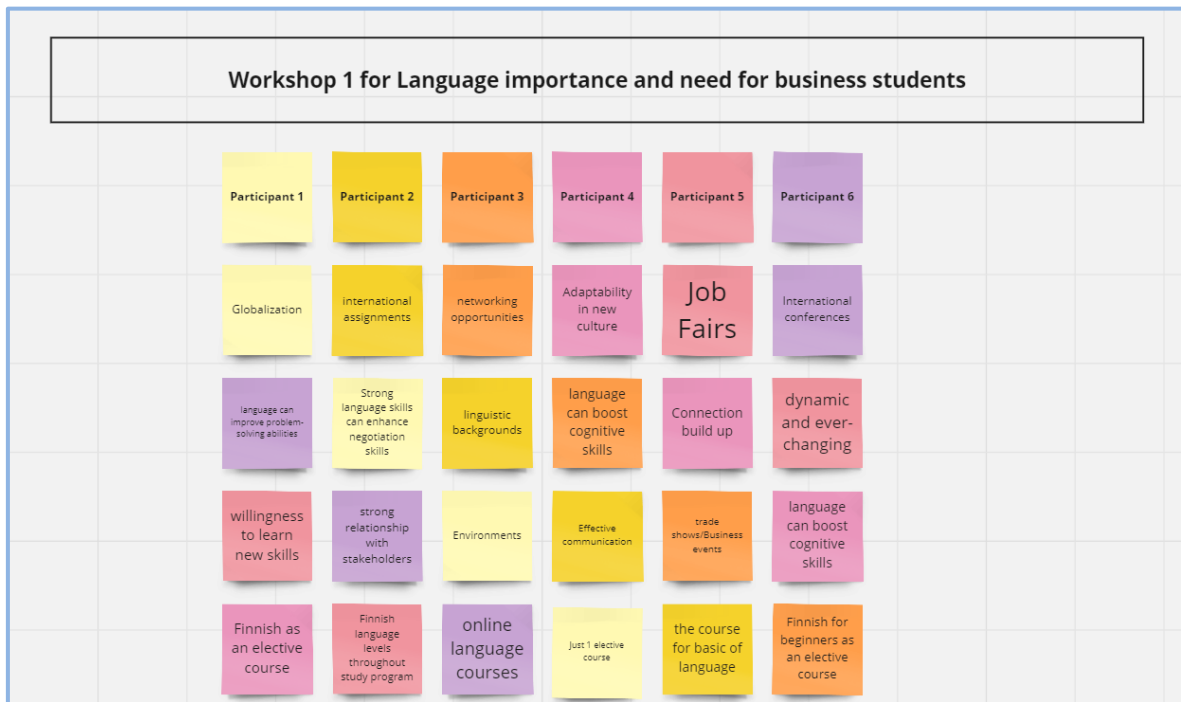 Workshop 1 for Language importance and need for business students
Participant 1
Participant 2
Participant 3
Participant 4
Participant 5
Participant 6
Globalization
international
assignments
networking
opportunities
Adaptability
in new
culture
Job
Fairs
International
conferences
language can
improve problem-
solving abilities
Strong
language skills
can enhance
negotiation
skills
linguistic
backgrounds
language
can boost
cognitive
skills
Connection
build up
dynamic
and ever-
changing
willingness
to learn
new skills
strong
relationship
with
stakeholders
Environments
Effective
communication
trade
shows/Business
events
language
can boost
cognitive
skills
Finnish as
an elective
course
Finnish
language
levels
throughout
study program
online
language
courses
Just 1 elective
course
the course
for basic of
language
Finnish for
beginners as
an elective
course